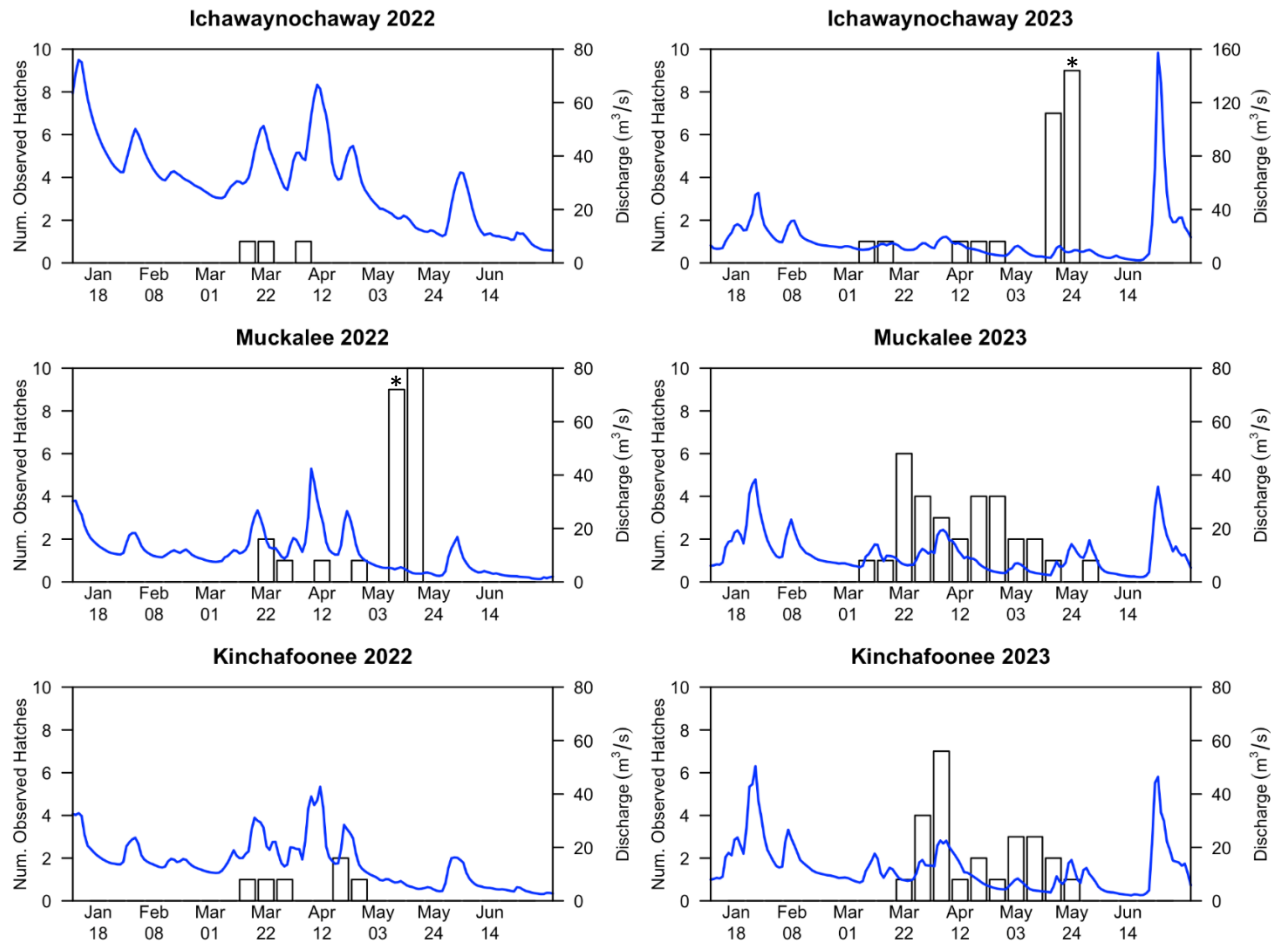 Ichawaynochaway 2022
Num. Observed Hatches
10
8
6
4
2
0
80
60
40
20
0
Discharge (m³/s)
Jan Feb Mar Mar Apr May May Jun
18 08 01 22 12 03 24 14
Ichawaynochaway 2023
Num. Observed Hatches
10
8
6
4
2
0
*
160
120
80
40
0
Discharge (m³/s)
Jan Feb Mar Mar Apr May May Jun
18 08 01 22 12 03 24 14
Muckalee 2022
Num. Observed Hatches
10
8
6
4
2
0
*
80
60
40
20
0
Discharge (m³/s)
Jan Feb Mar Mar Apr May May Jun
18 08 01 22 12 03 24 14
Muckalee 2023
Num. Observed Hatches
10
8
6
4
2
0
80
60
40
20
0
Discharge (m³/s)
Jan Feb Mar Mar Apr May May Jun
18 08 01 22 12 03 24 14
Kinchafoonee 2022
Num. Observed Hatches
10
8
6
4
2
0
80
60
40
20
0
Discharge (m³/s)
Jan Feb Mar Mar Apr May May Jun
18 08 01 22 12 03 24 14
Kinchafoonee 2023
Num. Observed Hatches
10
8
6
4
2
0
80
60
40
20
0
Discharge (m³/s)
Jan Feb Mar Mar Apr May May Jun
18 08 01 22 12 03 24 14